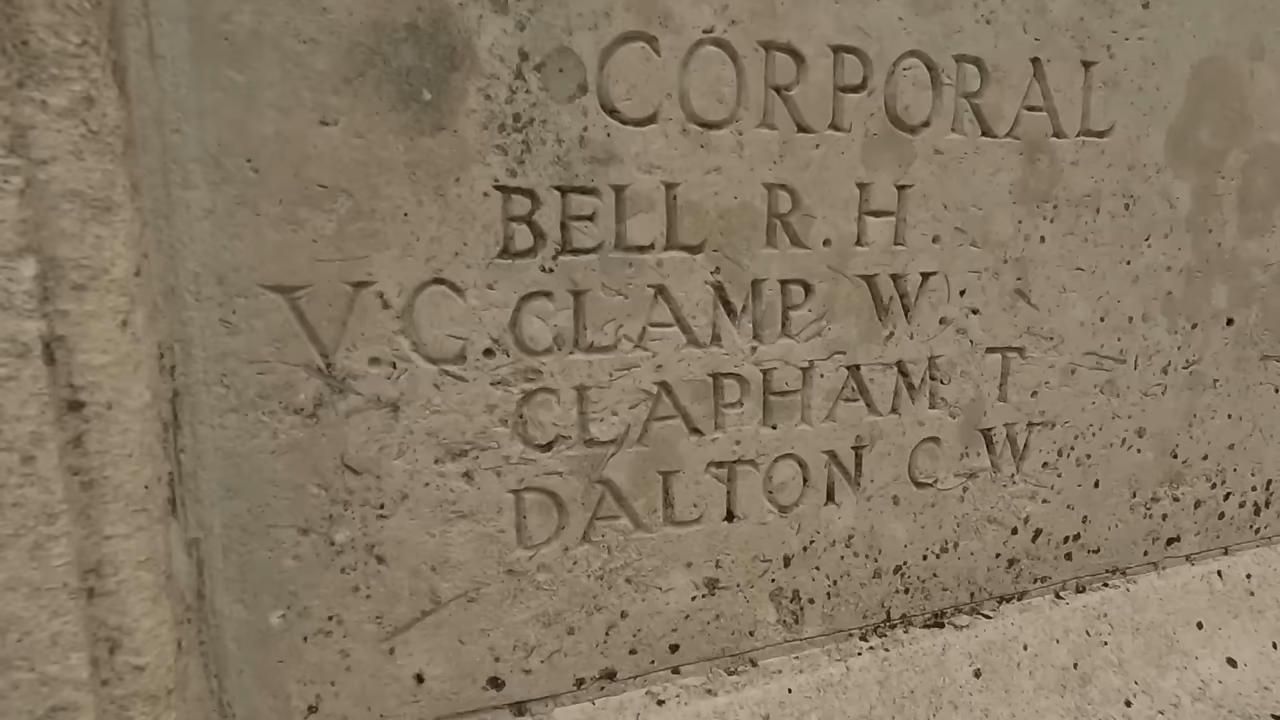 CORPORAL
BELL R.H.
V.C. CLAMP W.
CLAPHAM T
DALTON C W